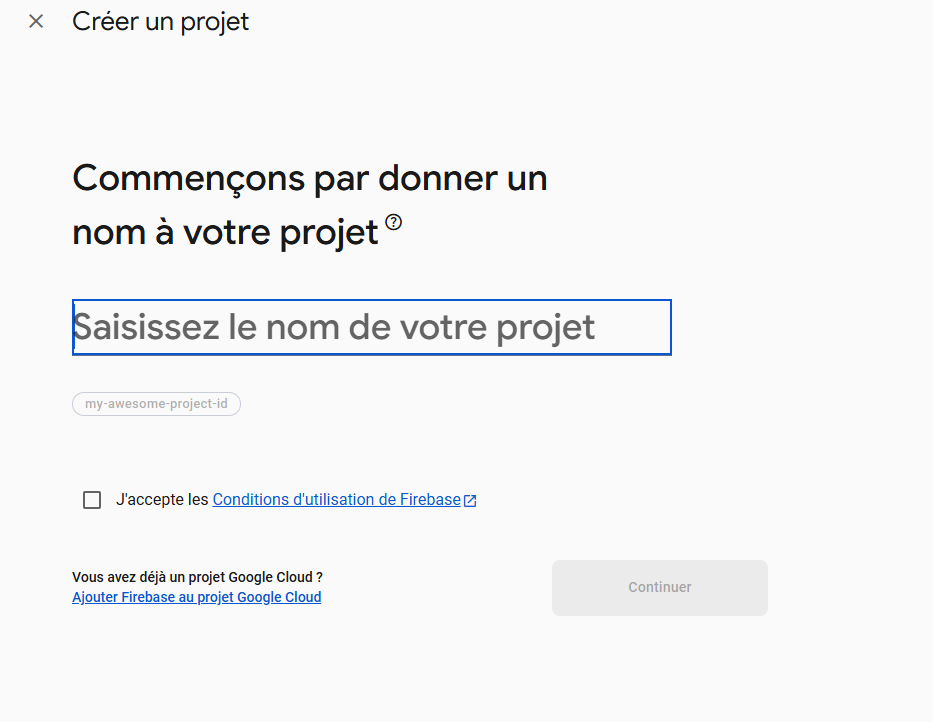 Créer un projet
Commençons par donner un
nom à votre projet
Saisissez le nom de votre projet
my-awesome-project-id
J'accepte les Conditions d'utilisation de Firebase
Vous avez déjà un projet Google Cloud ?
Ajouter Firebase au projet Google Cloud
Continuer